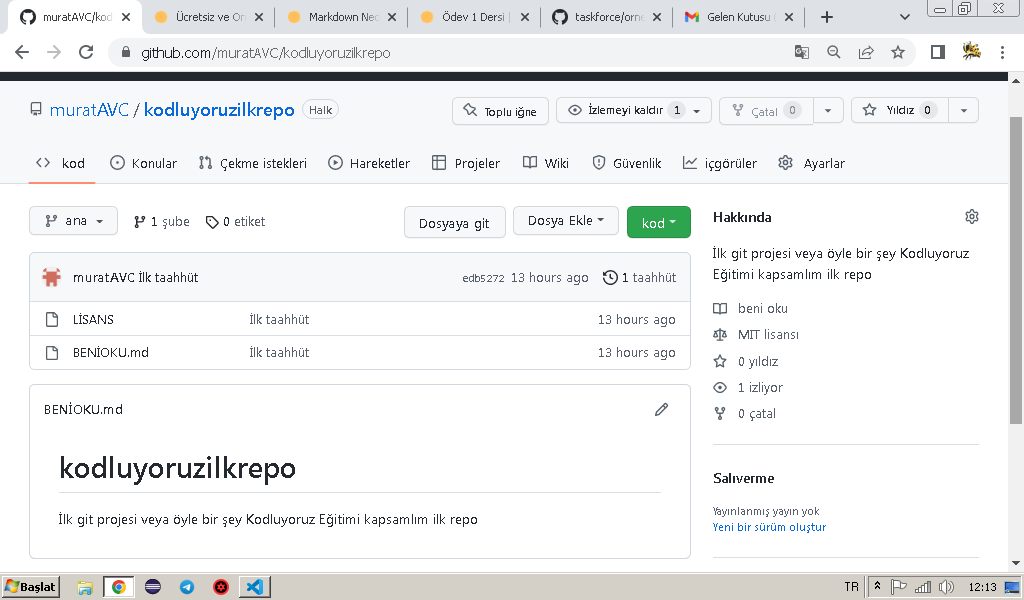 muratAVC/kod
Ücretsiz ve On
Markdown Ned
Ödev 1 Dersi |
taskforce/orne
Gelen Kutusu (
github.com/muratAVC/kodluyoruzilkrepo
muratAVC / kodluyoruzilkrepo Halk
Toplu iğne
İzlemeyi kaldır 1
Çatal 0
Yıldız 0
kod
Konular
Çekme istekleri
Hareketler
Projeler
Wiki
Güvenlik
içgörüler
Ayarlar
ana
1 şube
0 etiket
Dosyaya git
Dosya Ekle
kod
muratAVC İlk taahhüt
edb5272 13 hours ago
1 taahhüt
LİSANS İlk taahhüt 13 hours ago
BENİOKU.md İlk taahhüt 13 hours ago
BENİOKU.md
kodluyoruzilkrepo
İlk git projesi veya öyle bir şey Kodluyoruz Eğitimi kapsamlım ilk repo
Hakkında
İlk git projesi veya öyle bir şey Kodluyoruz
Eğitimi kapsamlım ilk repo
beni oku
MIT lisansı
0 yıldız
1 izliyor
0 çatal
Salıverme
Yayınlanmış yayın yok
Yeni bir sürüm oluştur
Başlat
TR
12:13